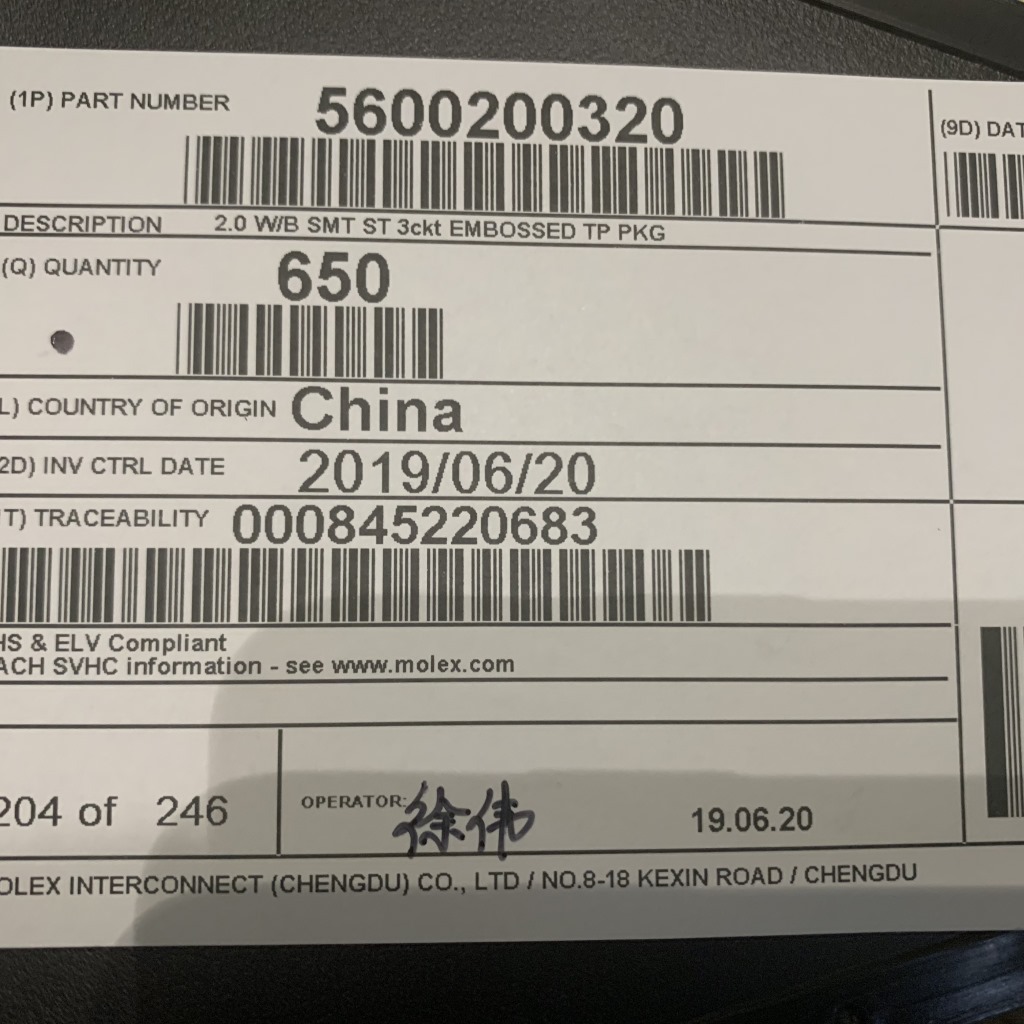 (1P) PART NUMBER 5600200320
(9D) DAT
DESCRIPTION 2.0 W/B SMT ST 3ckt EMBOSSED TP PKG
(Q) QUANTITY 650
L) COUNTRY OF ORIGIN China
2D) INV CTRL DATE 2019/06/20
T) TRACEABILITY 000845220683
HS & ELV Compliant
ACH SVHC information - see www.molex.com
204 of 246
OPERATOR: 徐伟 19.06.20
OLEX INTERCONNECT (CHENGDU) CO., LTD / NO.8-18 KEXIN ROAD / CHENGDU